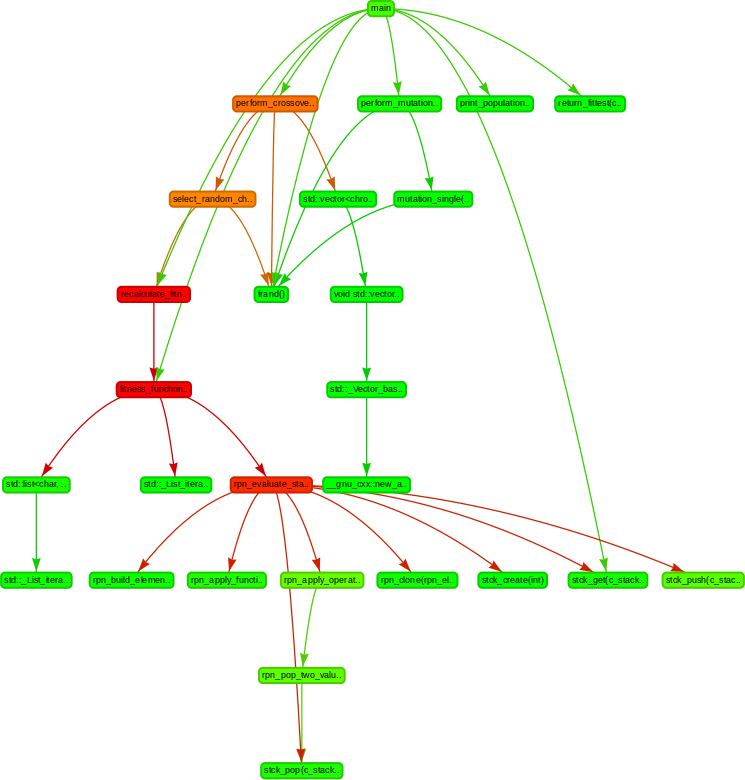 main
perform_crossove..
perform_mutation..
print_population..
return_fittest(c..
select_random_ch..
std::vector<chro..
mutation_single(..
recalculate_fitn..
frand()
void std::vector..
fitness_function..
std::_Vector_bas..
std::list<char, ..
std::_List_itera..
rpn_evaluate_sta..
__gnu_cxx::new_a..
std::_List_itera..
rpn_build_elemen..
rpn_apply_functi..
rpn_apply_operat..
rpn_clone(rpn_el..
stck_create(int)
stck_get(c_stack..
stck_push(c_stac..
rpn_pop_two_valu..
stck_pop(c_stack..